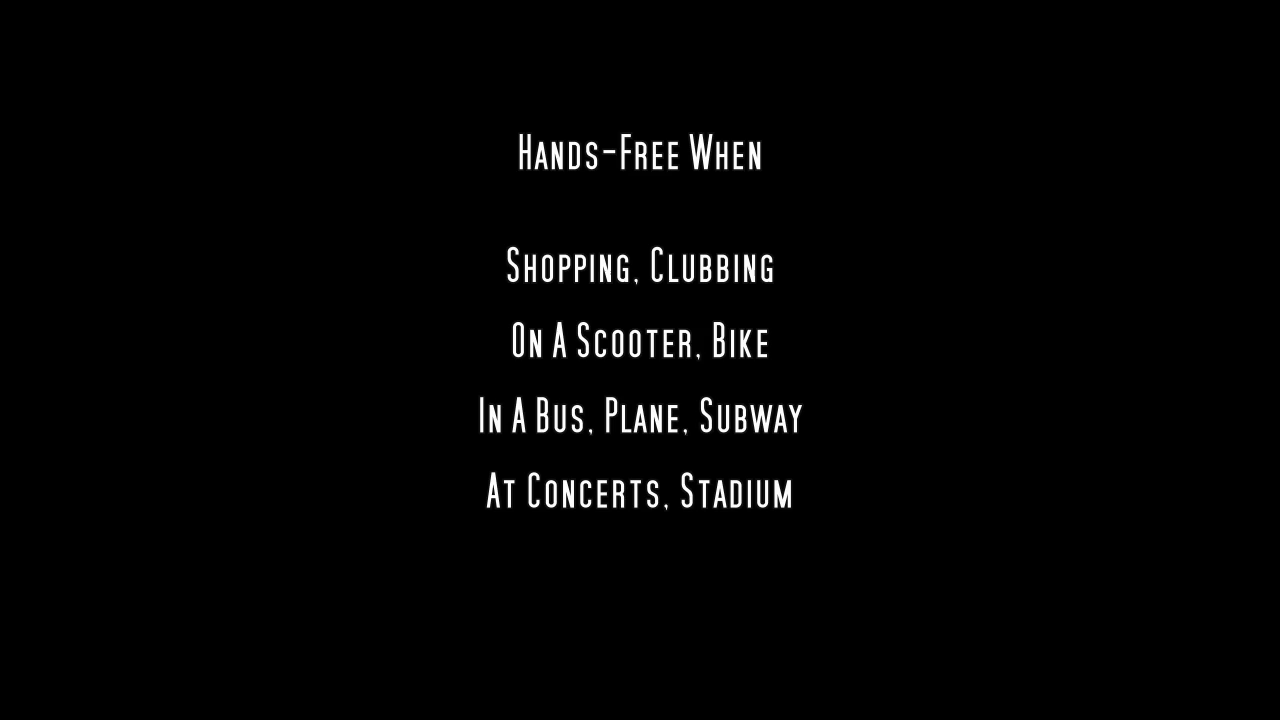 Hands-Free When
Shopping, Clubbing
On A Scooter, Bike
In A Bus, Plane, Subway
At Concerts, Stadium